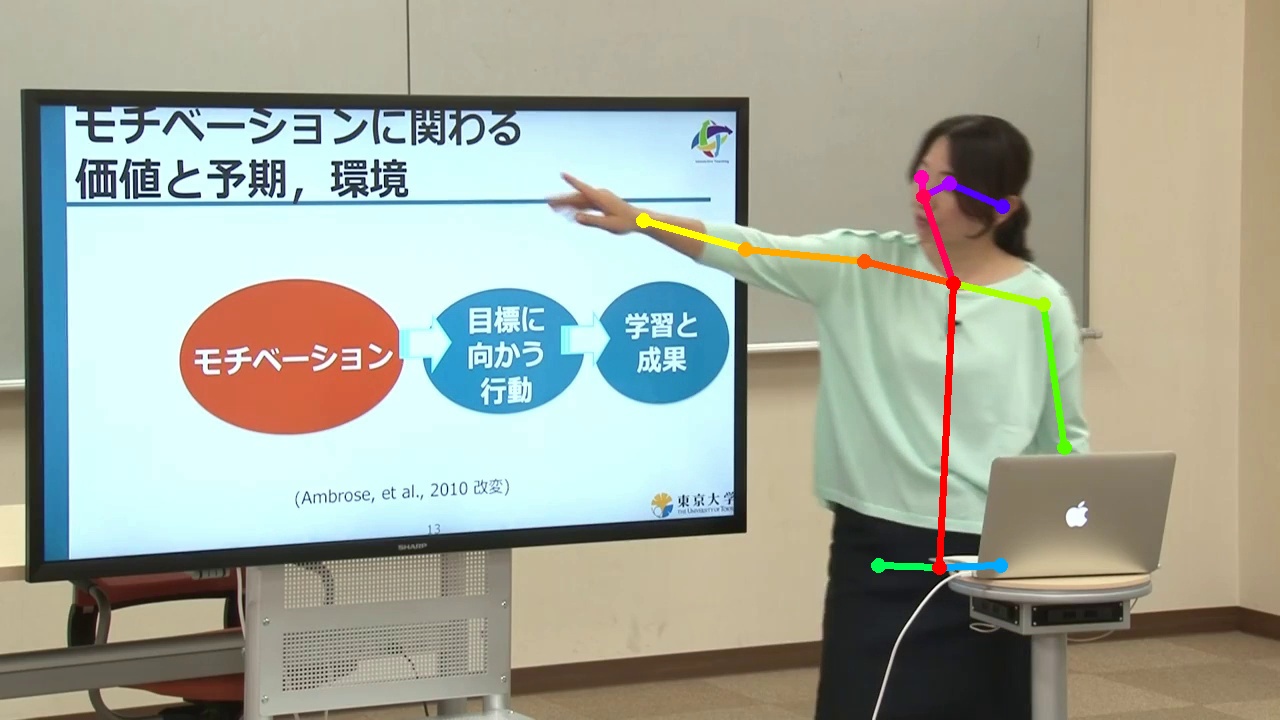 モチベーションに関わる
価値と予期，環境
モチベーション
目標に
向かう
行動
学習と
成果
(Ambrose, et al., 2010 改変)
東京大学
13
SHARP